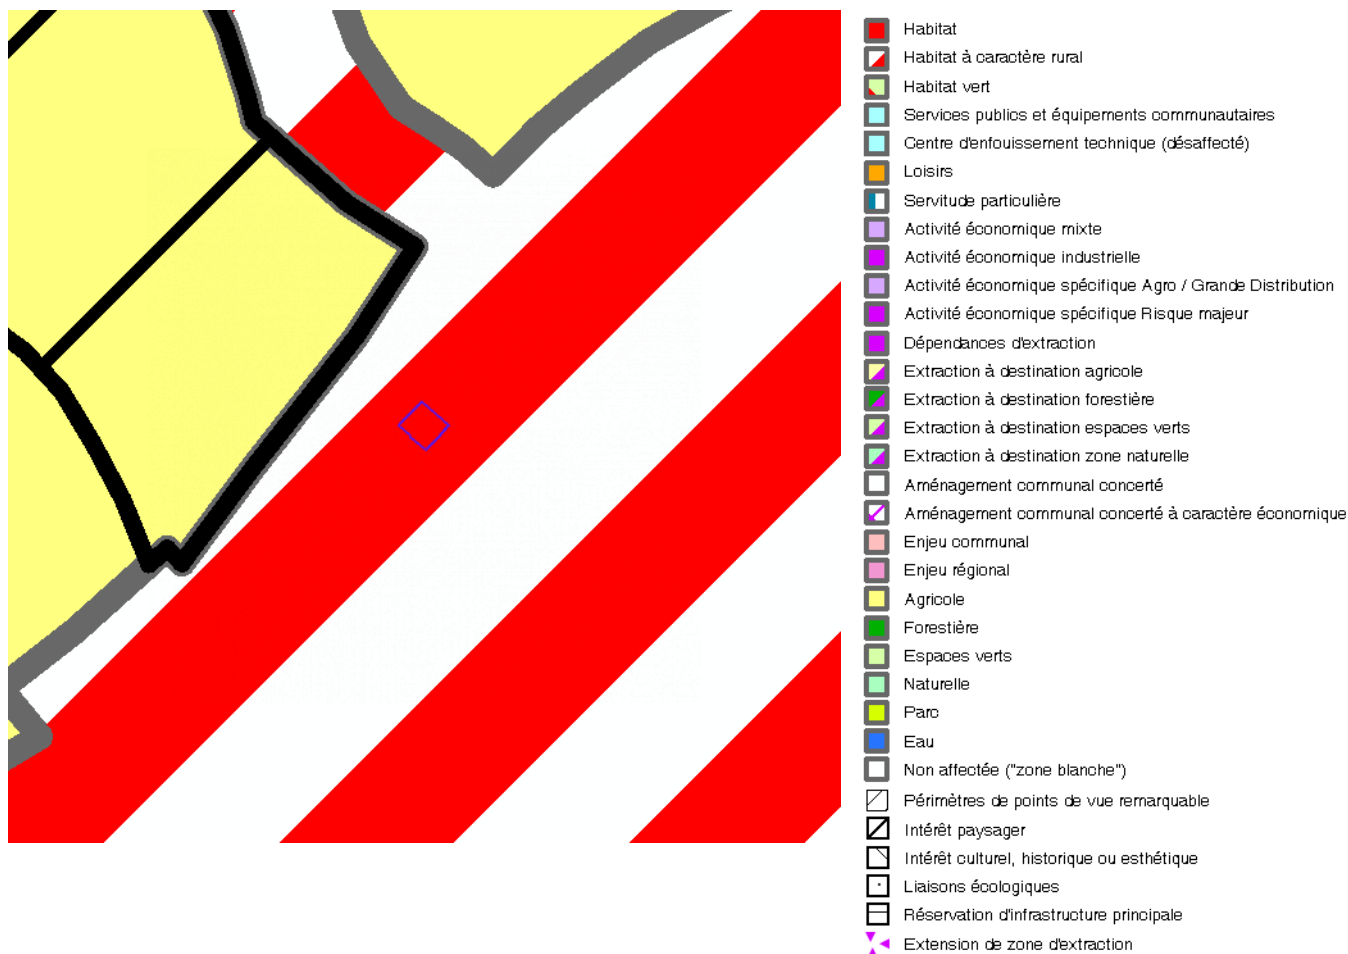 Habitat
Habitat à caractère rural
Habitat vert
Services publics et équipements communautaires
Centre d'enfouissement technique (désaffecté)
Loisirs
Servitude particulière
Activité économique mixte
Activité économique industrielle
Activité économique spécifique Agro / Grande Distribution
Activité économique spécifique Risque majeur
Dépendances d'extraction
Extraction à destination agricole
Extraction à destination forestière
Extraction à destination espaces verts
Extraction à destination zone naturelle
Aménagement communal concerté
Aménagement communal concerté à caractère économique
Enjeu communal
Enjeu régional
Agricole
Forestière
Espaces verts
Naturelle
Parc
Eau
Non affectée ("zone blanche")
Périmètres de points de vue remarquable
Intérêt paysager
Intérêt culturel, historique ou esthétique
Liaisons écologiques
Réservation d'infrastructure principale
Extension de zone d'extraction